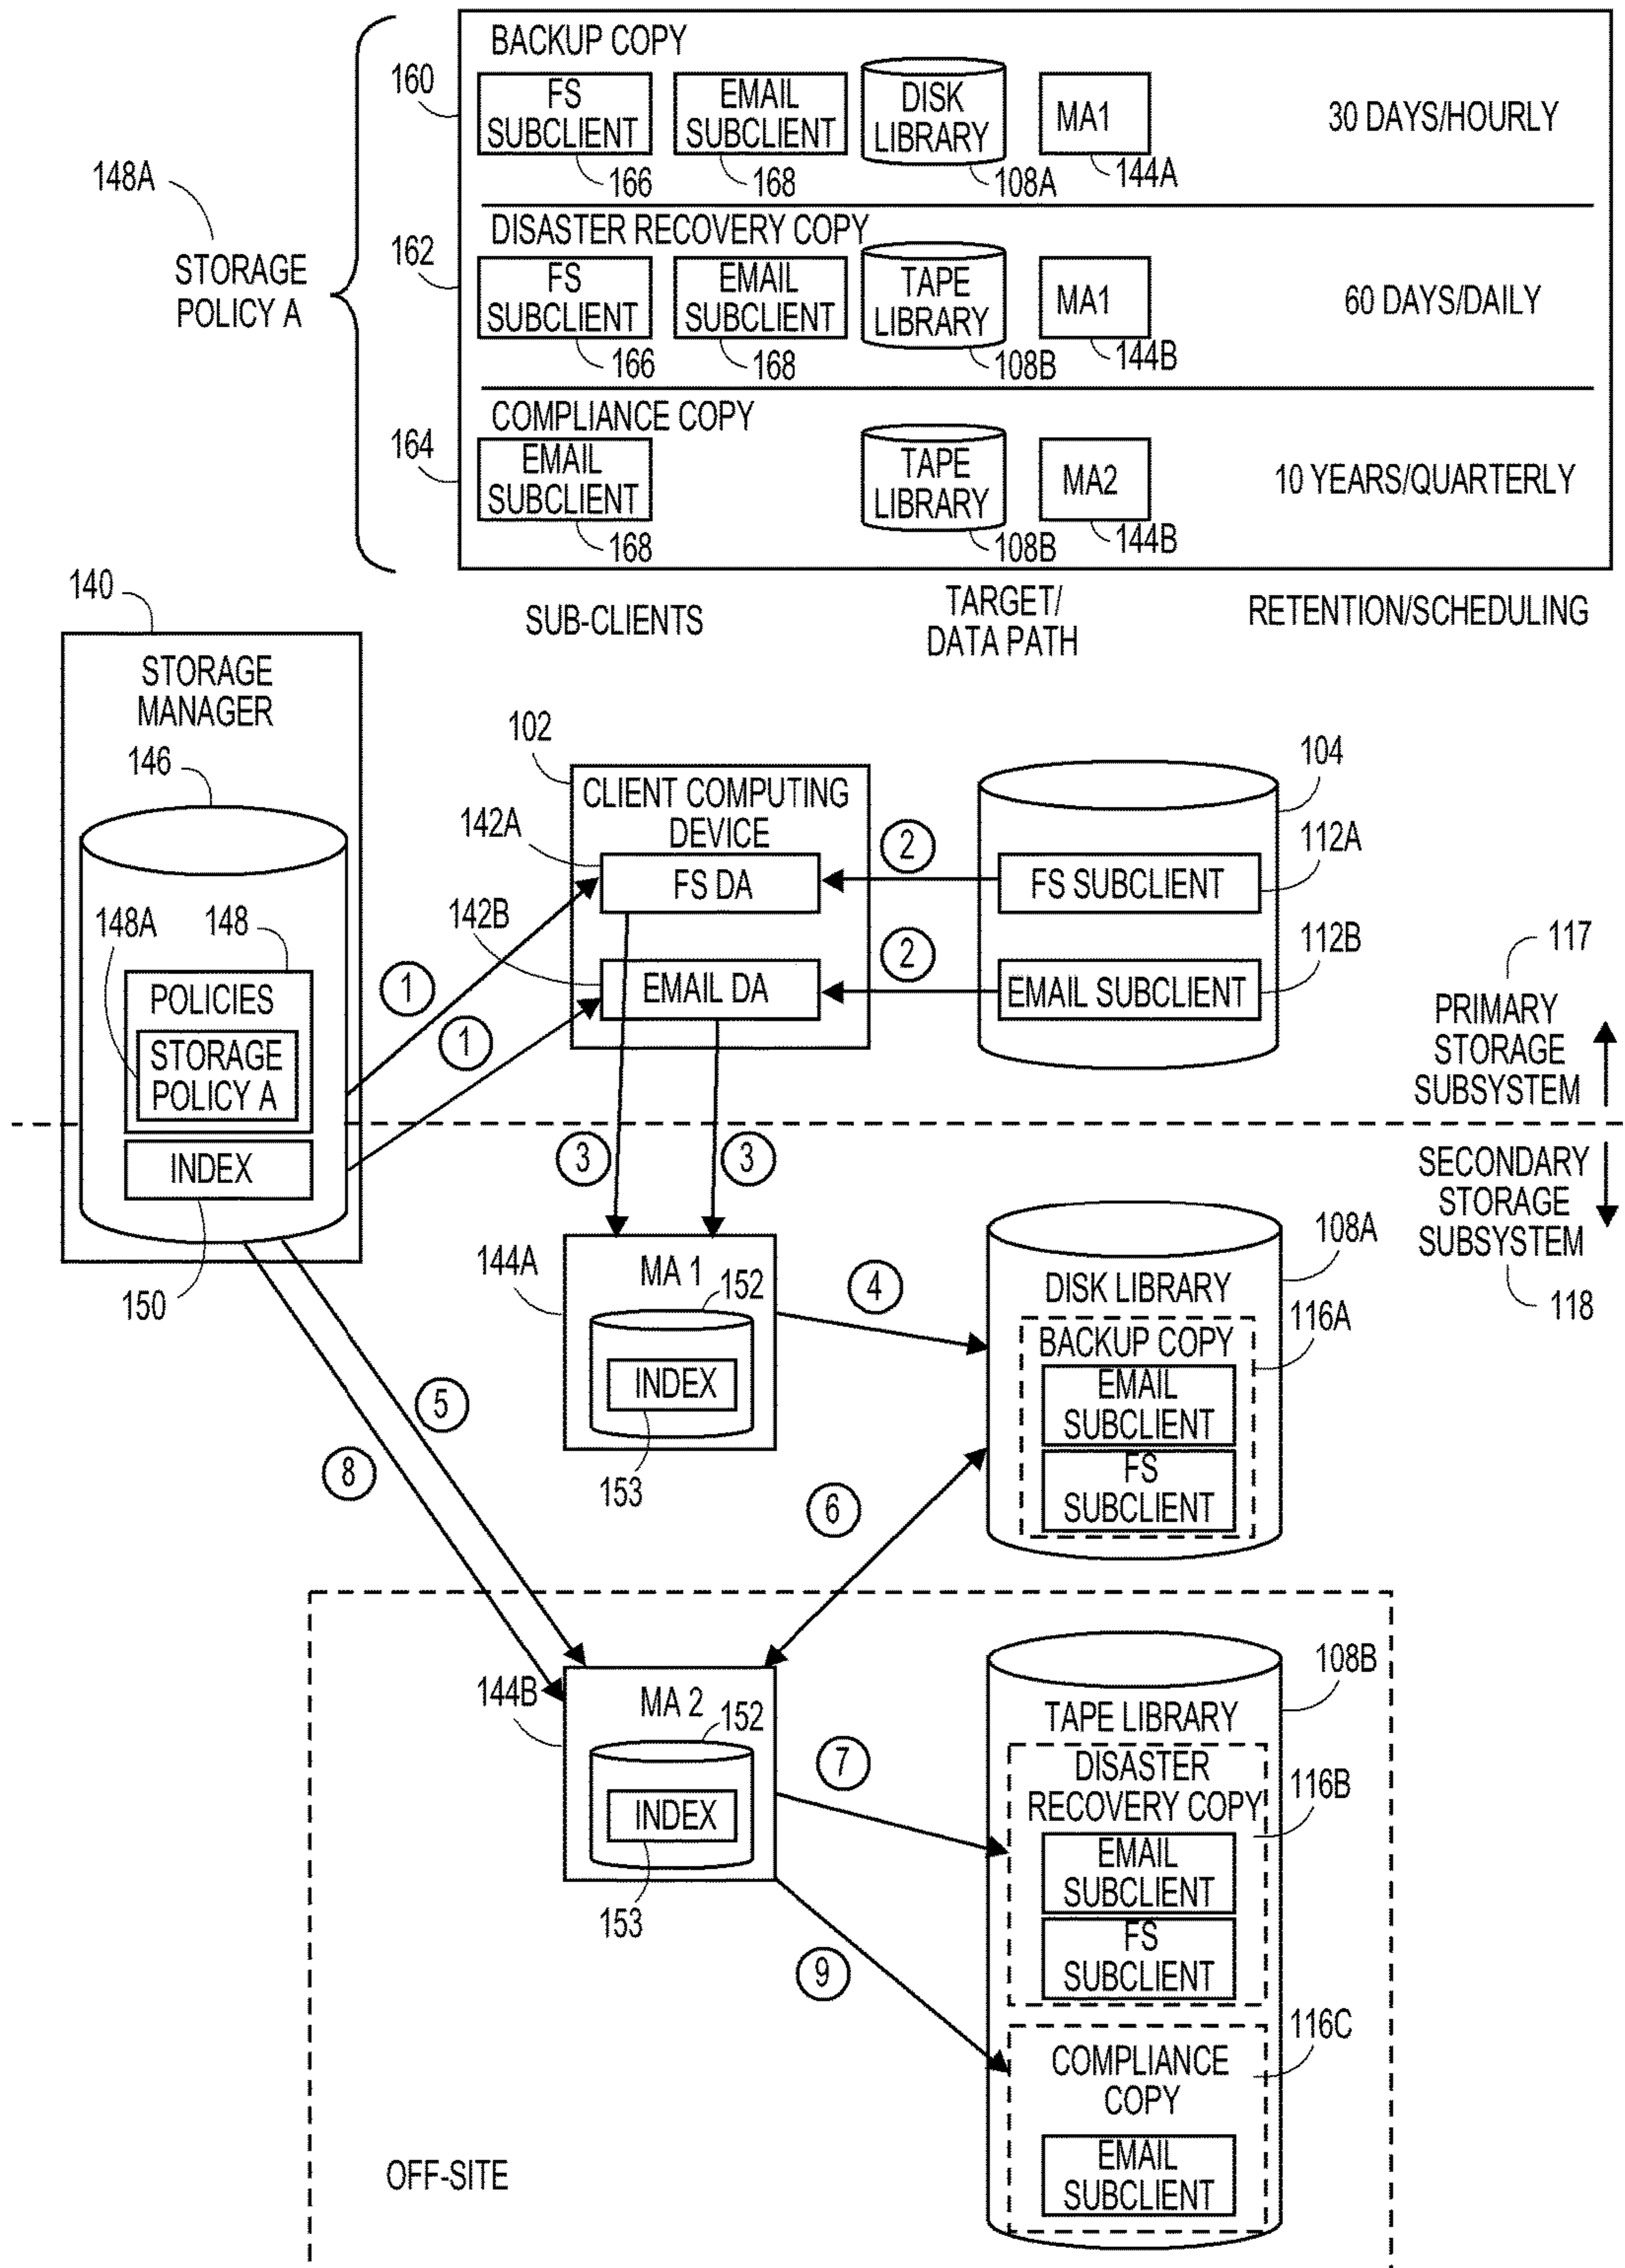 BACKUP COPY
160
FS
SUBCLIENT
166
EMAIL
SUBCLIENT
168
DISK
LIBRARY
108A
MA1
144A
30 DAYS/HOURLY
148A
STORAGE
POLICY A
DISASTER RECOVERY COPY
162
FS
SUBCLIENT
166
EMAIL
SUBCLIENT
168
TAPE
LIBRARY
108B
MA1
144B
60 DAYS/DAILY
COMPLIANCE COPY
164
EMAIL
SUBCLIENT
168
TAPE
LIBRARY
108B
MA2
144B
10 YEARS/QUARTERLY
SUB-CLIENTS
TARGET/
DATA PATH
RETENTION/SCHEDULING
140
STORAGE
MANAGER
146
148A
148
POLICIES
STORAGE
POLICY A
INDEX
150
102
CLIENT COMPUTING
DEVICE
142A
FS DA
142B
EMAIL DA
104
FS SUBCLIENT
112A
EMAIL SUBCLIENT
112B
1
1
2
2
117
PRIMARY
STORAGE
SUBSYSTEM
SECONDARY
STORAGE
SUBSYSTEM
118
3
3
144A
MA 1
152
INDEX
153
4
108A
DISK LIBRARY
BACKUP COPY
116A
EMAIL
SUBCLIENT
FS
SUBCLIENT
5
8
6
144B
MA 2
152
INDEX
153
7
9
108B
TAPE LIBRARY
DISASTER
RECOVERY COPY
116B
EMAIL
SUBCLIENT
FS
SUBCLIENT
116C
COMPLIANCE
COPY
EMAIL
SUBCLIENT
OFF-SITE